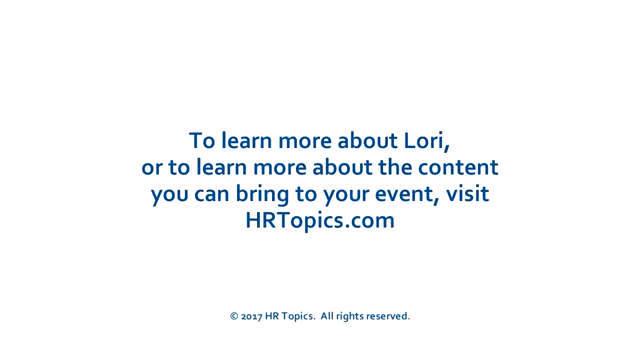 To learn more about Lori,
or to learn more about the content
you can bring to your event, visit
HRTopics.com
© 2017 HR Topics.  All rights reserved.